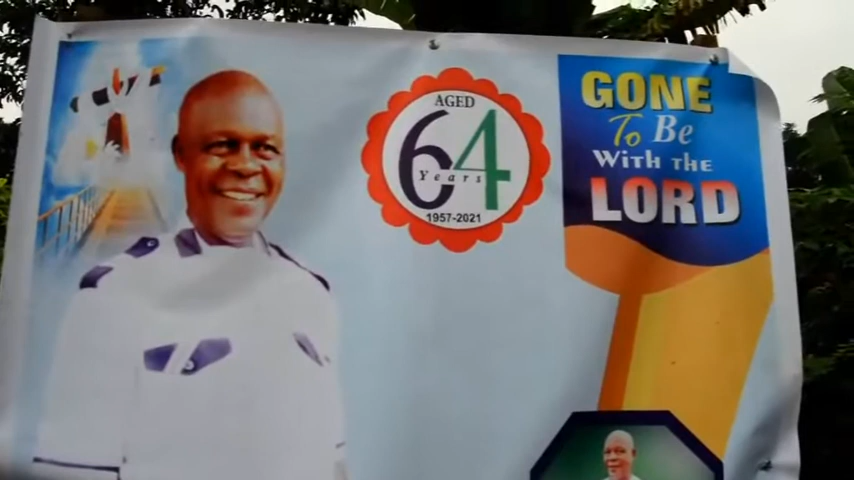 AGED
64
Years
1957-2021
GONE
To Be
WITH THE
LORD